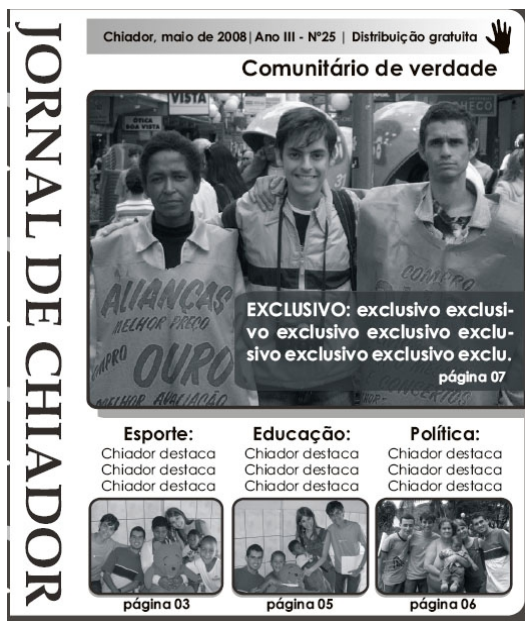 JORNAL DE CHIADOR
Chiador, maio de 2008|Ano III - Nº25 | Distribuição gratuita
Comunitário de verdade
VISTA
ÓTICA
BOA VISTA
CHECO
ALIANÇAS
MELHOR PREÇO
COMPRO
OURO
MELHOR AVALIAÇÃO
COMPRO
CONCERTOS
EXCLUSIVO: exclusivo exclusi-
vo exclusivo exclusivo exclu-
sivo exclusivo exclusivo exclu.
página 07
Esporte:
Chiador destaca
Chiador destaca
Chiador destaca
página 03
Educação:
Chiador destaca
Chiador destaca
Chiador destaca
página 05
Política:
Chiador destaca
Chiador destaca
Chiador destaca
página 06